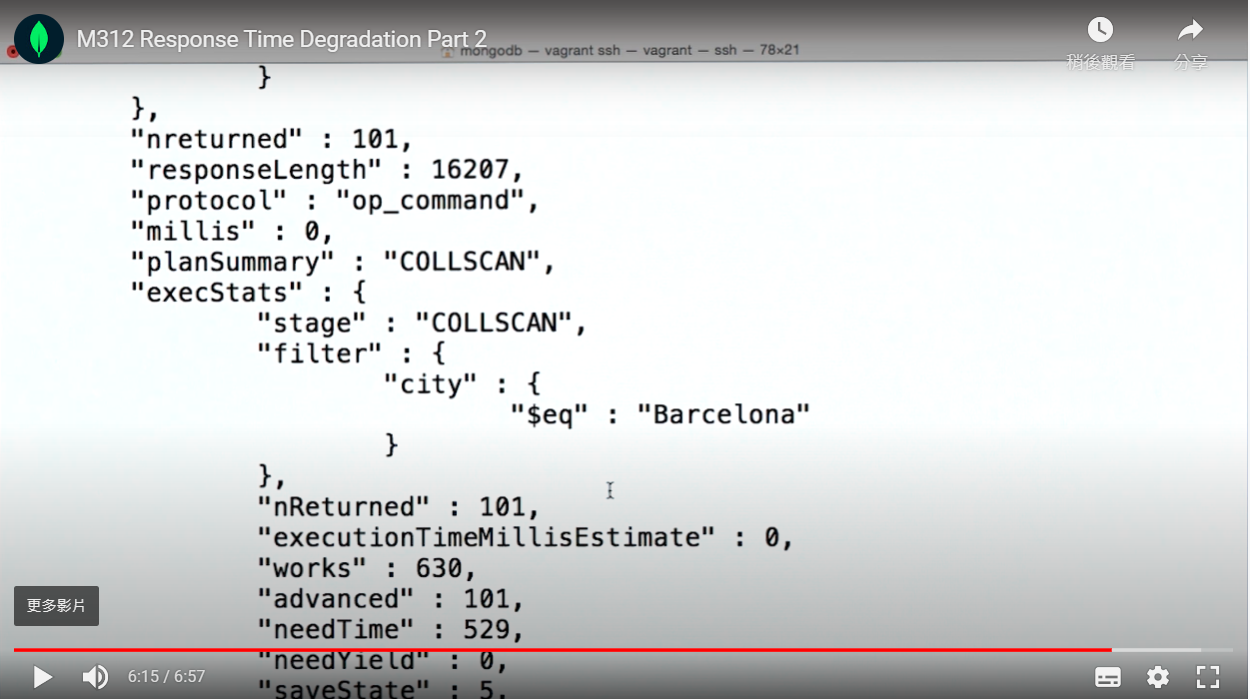 M312 Response Time Degradation Part 2
mongodb — vagrant ssh — vagrant — ssh — 78×21
稍後觀看
分享
}
},
"nreturned" : 101,
"responseLength" : 16207,
"protocol" : "op_command",
"millis" : 0,
"planSummary" : "COLLSCAN",
"execStats" : {
"stage" : "COLLSCAN",
"filter" : {
"city" : {
"$eq" : "Barcelona"
}
},
"nReturned" : 101,
"executionTimeMillisEstimate" : 0,
"works" : 630,
"advanced" : 101,
"needTime" : 529,
"needYield" : 0,
"saveState" : 5,
更多影片
6:15 / 6:57